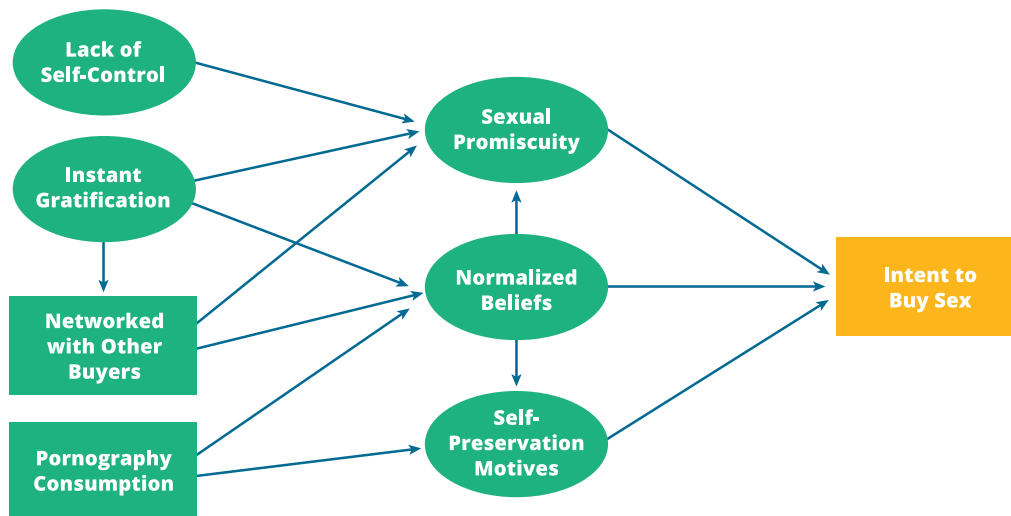 Lack of
Self-Control
Instant
Gratification
Networked
with Other
Buyers
Pornography
Consumption
Sexual
Promiscuity
Normalized
Beliefs
Self-
Preservation
Motives
Intent to
Buy Sex